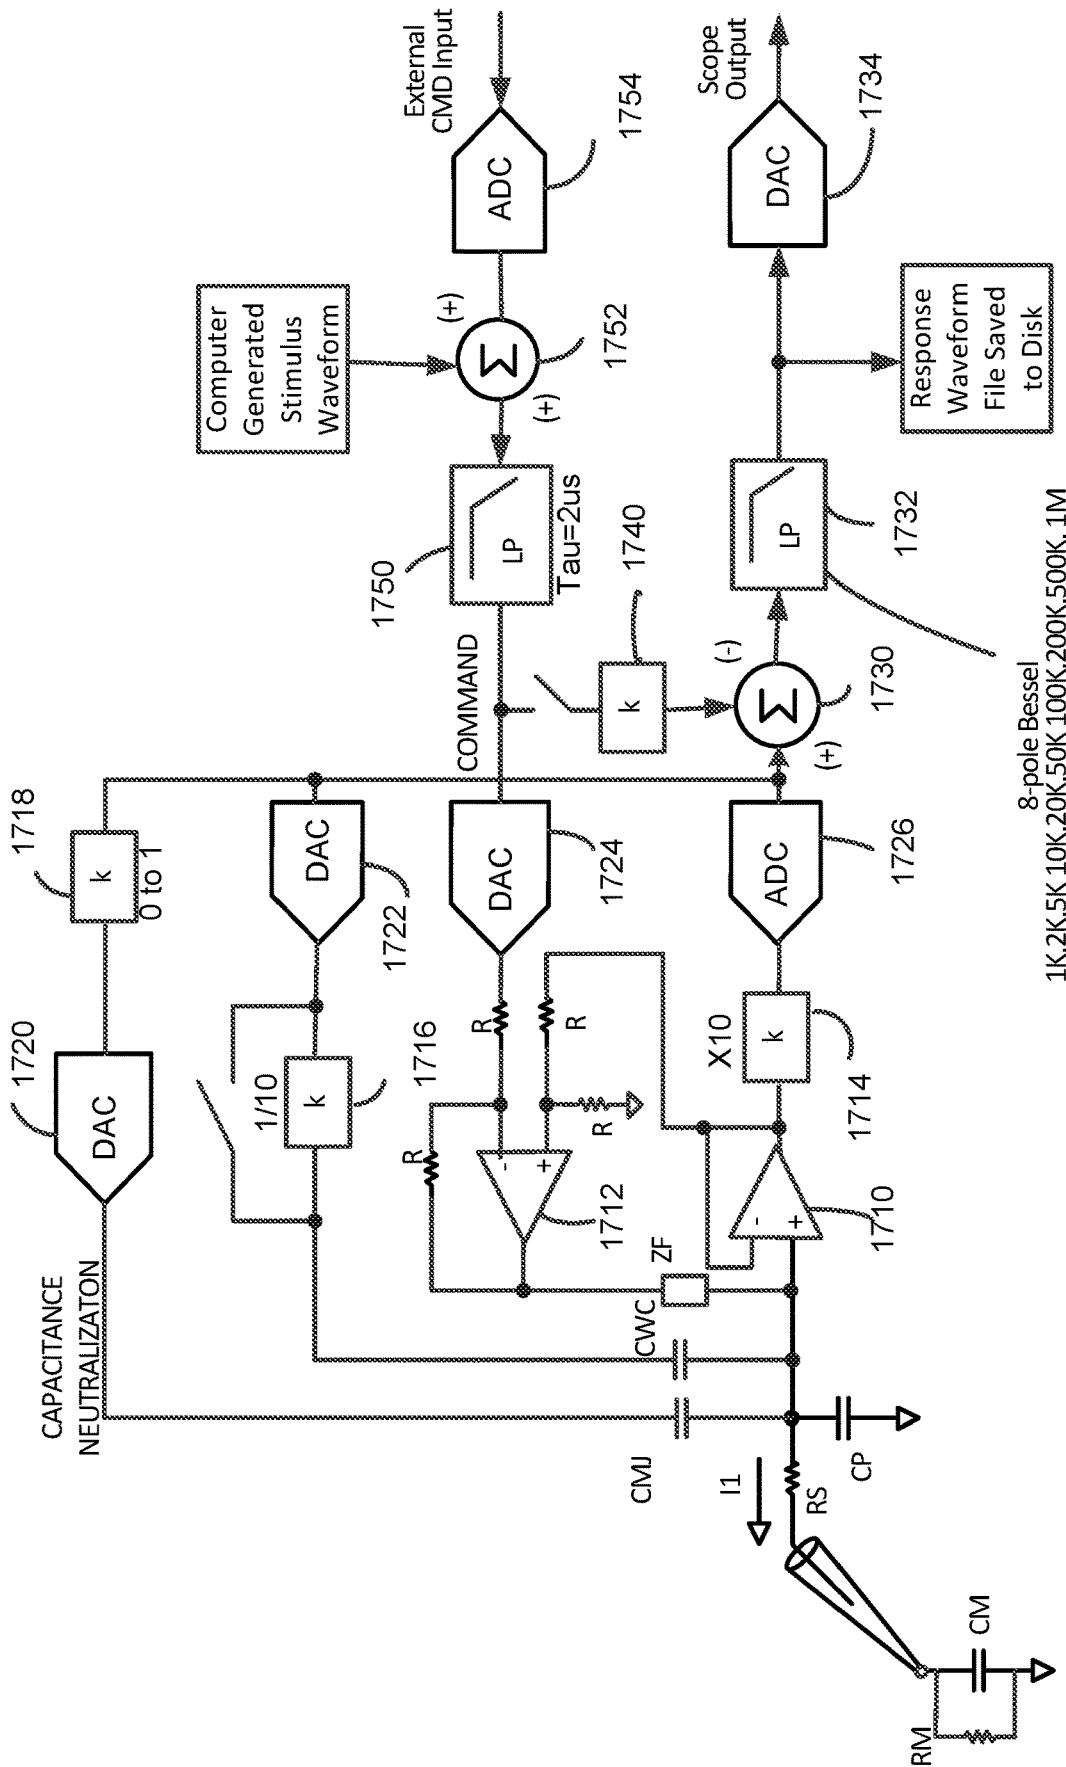 CAPACITANCE
NEUTRALIZATON
1720
DAC
1718
k
0 to 1
1/10
k
1722
DAC
1716
R
R
R
R
-
+
1712
ZF
CWC
CMJ
DAC
1724
COMMAND
1750
LP
Tau=2us
Computer
Generated
Stimulus
Waveform
(+)
(+)
Σ
1752
ADC
1754
External
CMD Input
1740
k
X10
k
1714
-
+
1710
ADC
1726
(+)
(-)
Σ
1730
LP
1732
8-pole Bessel
1K,2K,5K 10K,20K,50K 100K,200K,500K, 1M
Response
Waveform
File Saved
to Disk
DAC
1734
Scope
Output
I1
RS
CP
CM
RM